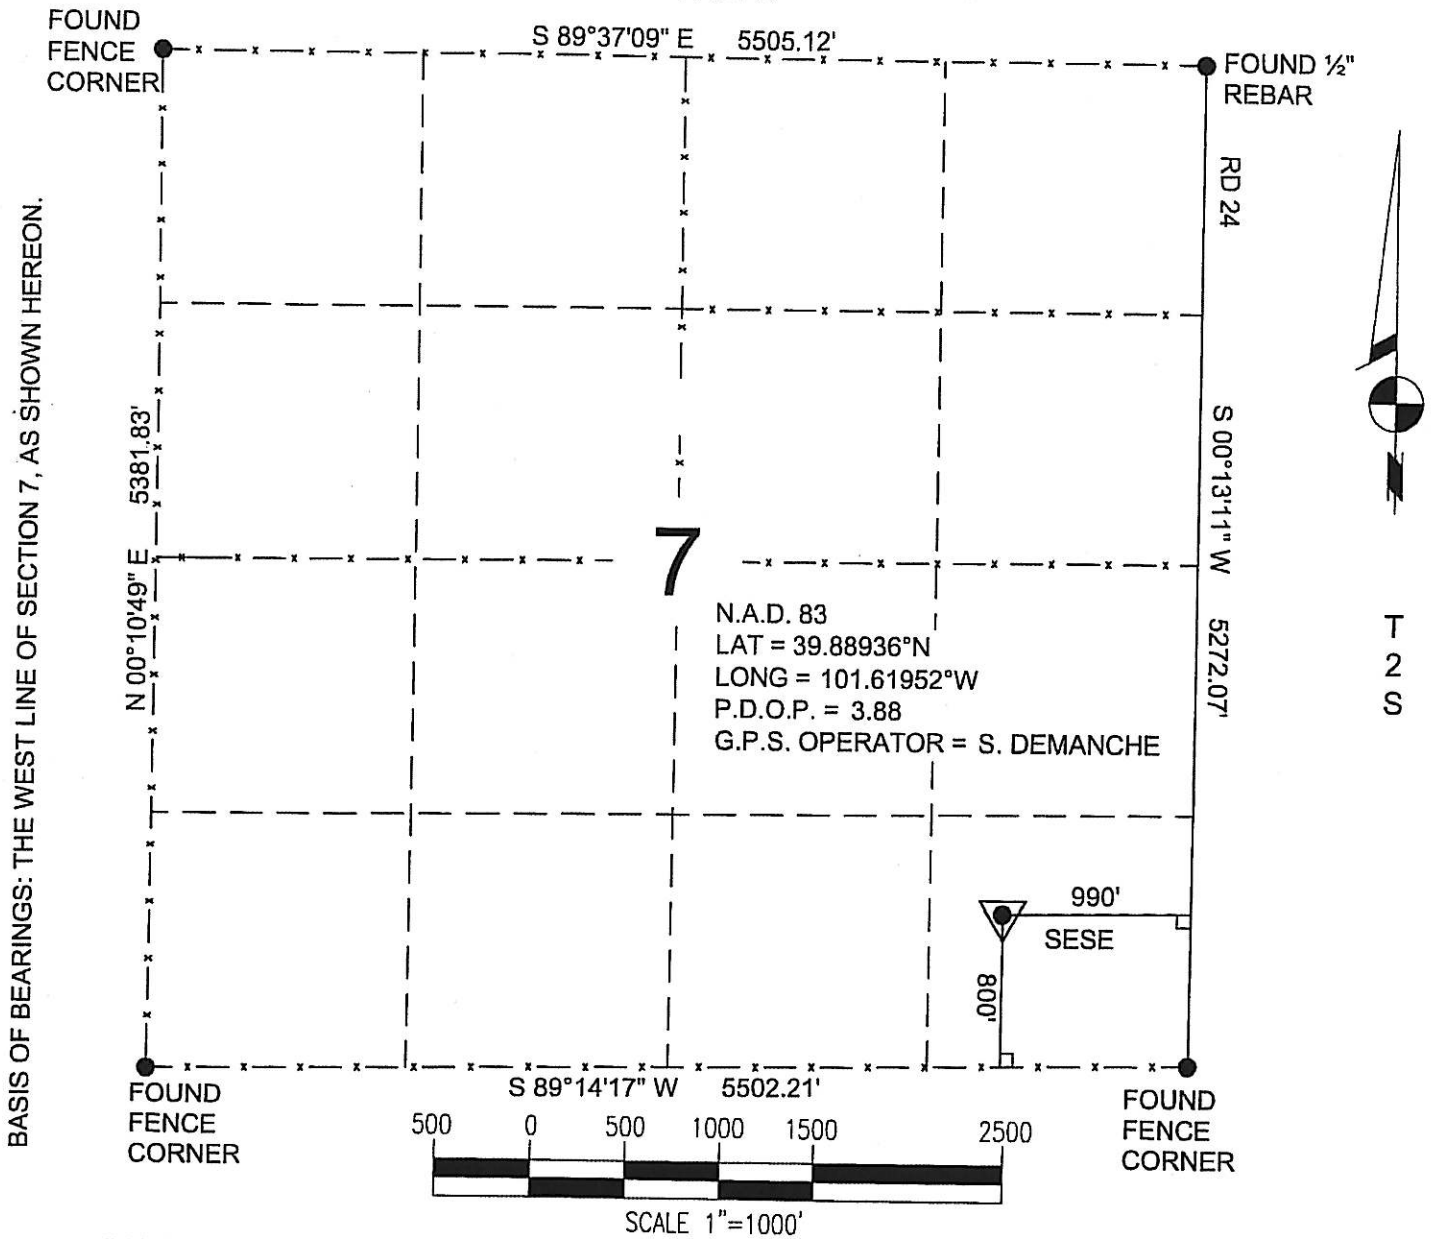 FOUND
FENCE
CORNER
S 89°37'09" E 5505.12'
FOUND ½"
REBAR
RD 24
BASIS OF BEARINGS: THE WEST LINE OF SECTION 7, AS SHOWN HEREON.
N 00°10'49" E 5381.83'
S 00°13'11" W 5272.07'
7
N.A.D. 83
LAT = 39.88936°N
LONG = 101.61952°W
P.D.O.P. = 3.88
G.P.S. OPERATOR = S. DEMANCHE
T
2
S
N
990'
SESE
800'
S 89°14'17" W 5502.21'
FOUND
FENCE
CORNER
FOUND
FENCE
CORNER
500 0 500 1000 1500 2500
SCALE 1"=1000'